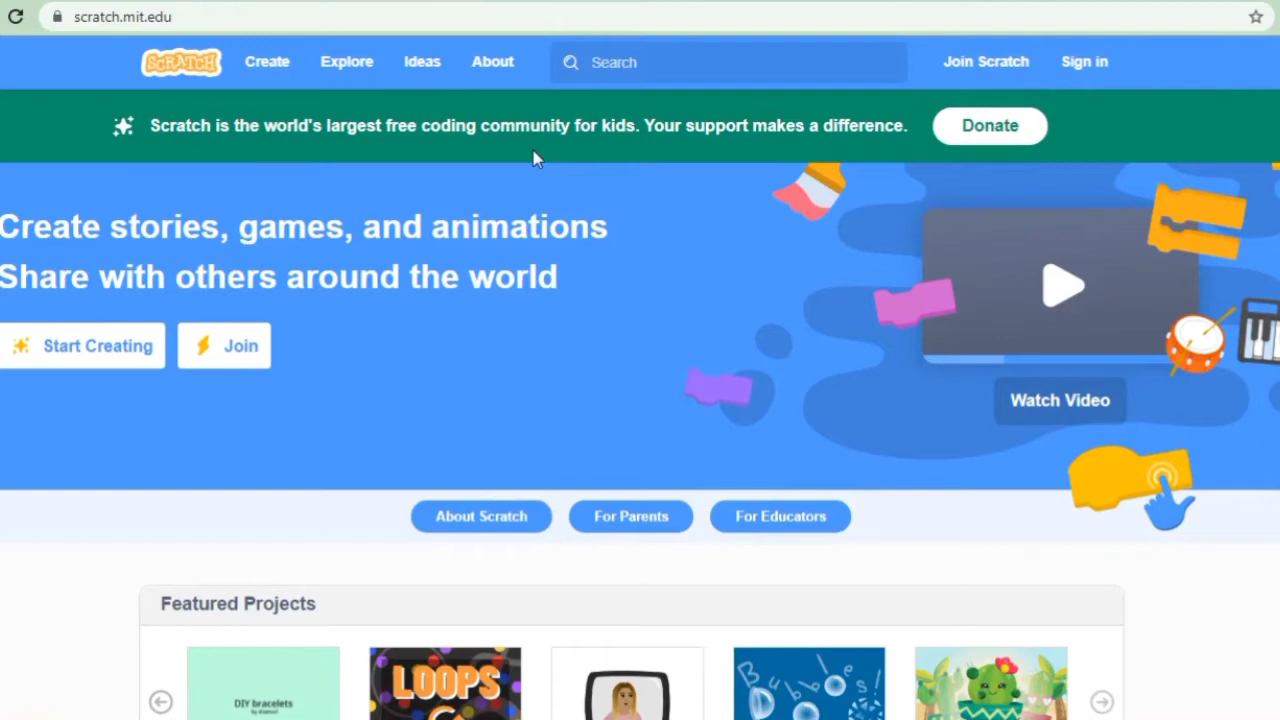 scratch.mit.edu
SCRATCH Create Explore Ideas About Search Join Scratch Sign in
Scratch is the world's largest free coding community for kids. Your support makes a difference. Donate
Create stories, games, and animations
Share with others around the world
Start Creating Join
Watch Video
About Scratch For Parents For Educators
Featured Projects
DIY bracelets
LOOPS
Bubbles!